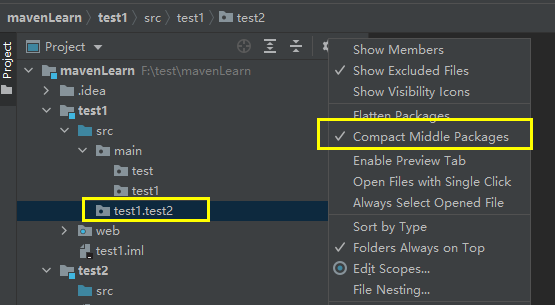 mavenLearn 〉 test1 〉 src 〉 test1 〉 test2
Project
Project
mavenLearn F:\test\mavenLearn
.idea
test1
src
main
test
test1
test1.test2
web
test1.iml
test2
src
Show Members
Show Excluded Files
Show Visibility Icons
Flatten Packages
Compact Middle Packages
Enable Preview Tab
Open Files with Single Click
Always Select Opened File
Sort by Type
Folders Always on Top
Edit Scopes...
File Nesting...